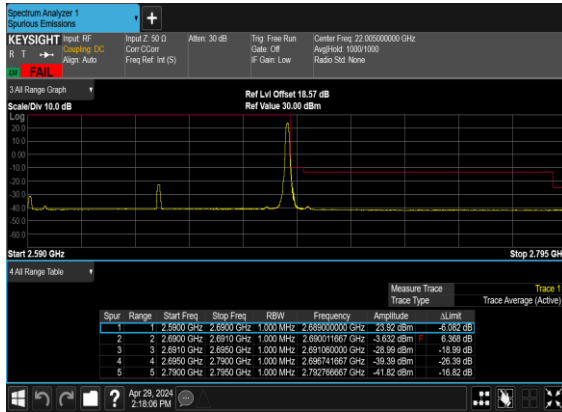 Spectrum Analyzer 1
Spurious Emissions
KEYSIGHT
R T
Input: RF
Coupling: DC
Align: Auto
Input Z: 50 Ω
Corr CCorr
Freq Ref: Int (S)
Atten: 30 dB
Trig: Free Run
Gate: Off
IF Gain: Low
Center Freq: 22.005000000 GHz
Avg|Hold: 1000/1000
Radio Std: None
FAIL
3 All Range Graph
Scale/Div 10.0 dB
Ref Lvl Offset 18.57 dB
Ref Value 30.00 dBm
Log
20.0
10.0
0.00
-10.0
-20.0
-30.0
-40.0
-50.0
-60.0
Start 2.590 GHz
Stop 2.795 GH
4 All Range Table
Measure Trace Trace 1
Trace Type Trace Average (Active)
Spur Range Start Freq Stop Freq RBW Frequency Amplitude ΔLimit
1 1 2.5900 GHz 2.6900 GHz 1.000 MHz 2.689000000 GHz 23.92 dBm -6.082 dB
2 2 2.6900 GHz 2.6910 GHz 1.000 MHz 2.690011667 GHz -3.632 dBm F 6.368 dB
3 3 2.6910 GHz 2.6950 GHz 1.000 MHz 2.691060000 GHz -28.99 dBm -18.99 dB
4 4 2.6950 GHz 2.7900 GHz 1.000 MHz 2.696741667 GHz -39.39 dBm -26.39 dB
5 5 2.7900 GHz 2.7950 GHz 1.000 MHz 2.792766667 GHz -41.82 dBm -16.82 dB
Apr 29, 2024
2:18:06 PM